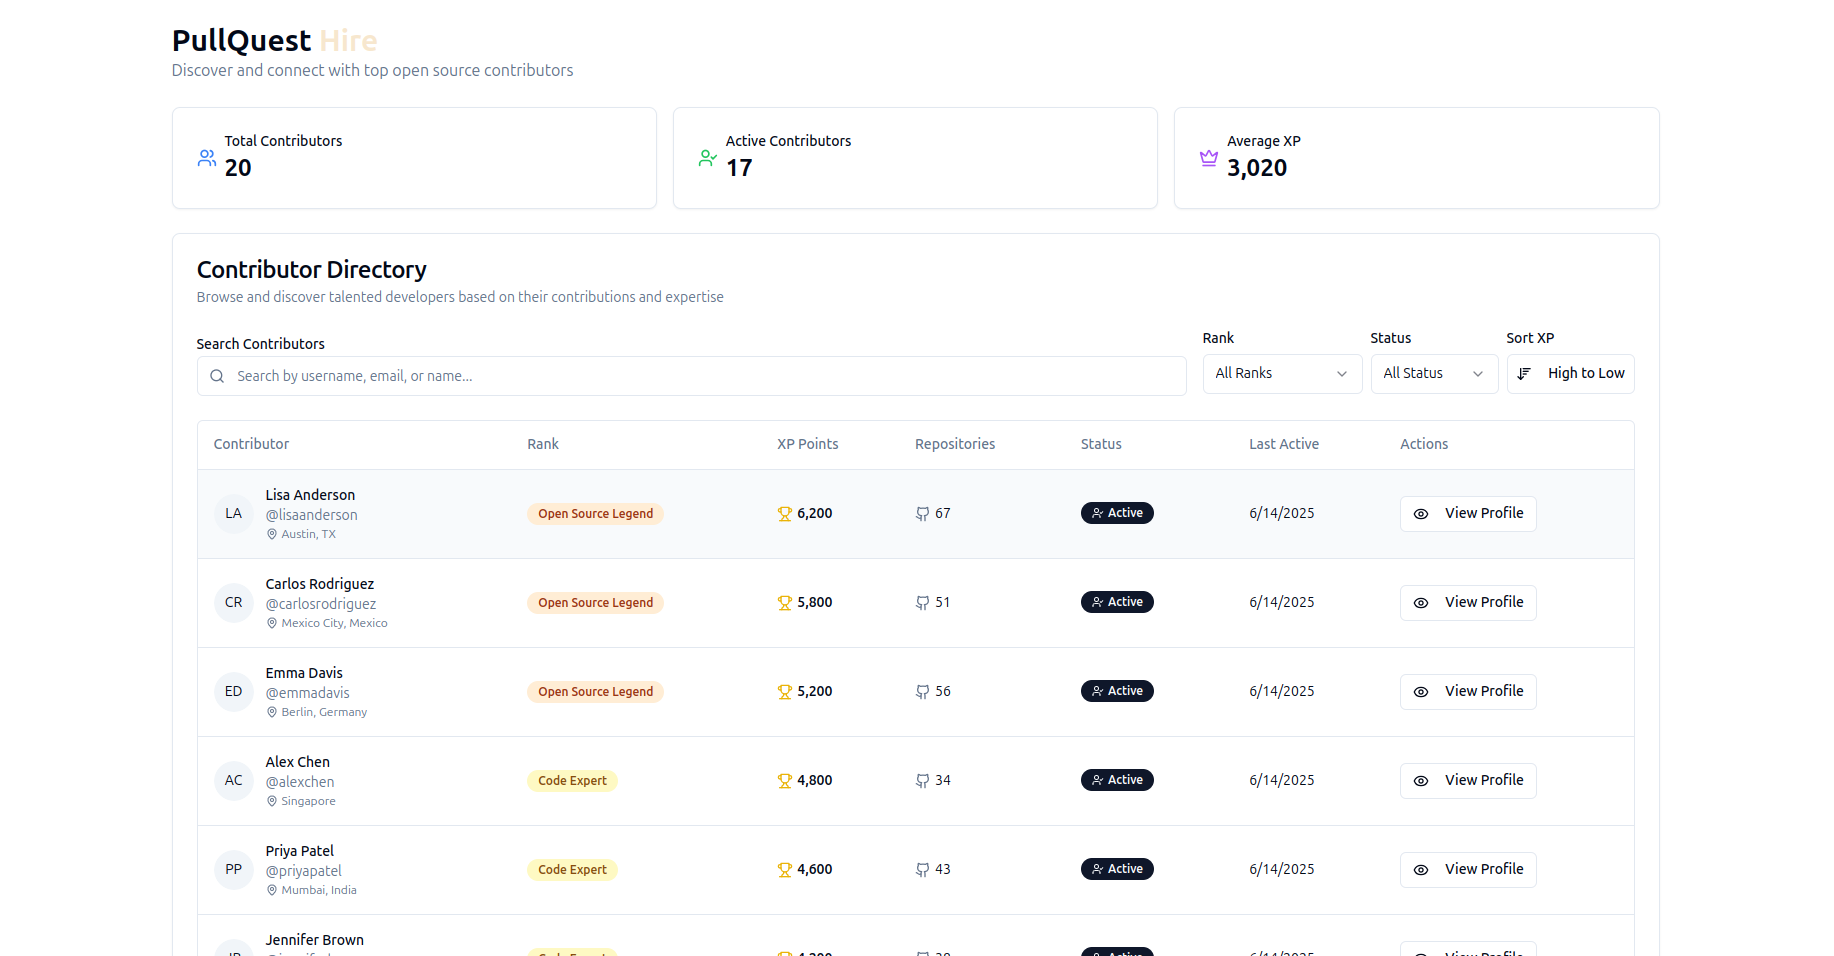 PullQuest Hire
Discover and connect with top open source contributors
Total Contributors
20
Active Contributors
17
Average XP
3,020
Contributor Directory
Browse and discover talented developers based on their contributions and expertise
Search Contributors
Search by username, email, or name...
Rank
All Ranks
Status
All Status
Sort XP
High to Low
Contributor Rank XP Points Repositories Status Last Active Actions
LA
Lisa Anderson
@lisaanderson
Austin, TX
Open Source Legend
6,200
67
Active
6/14/2025
View Profile
CR
Carlos Rodriguez
@carlosrodriguez
Mexico City, Mexico
Open Source Legend
5,800
51
Active
6/14/2025
View Profile
ED
Emma Davis
@emmadavis
Berlin, Germany
Open Source Legend
5,200
56
Active
6/14/2025
View Profile
AC
Alex Chen
@alexchen
Singapore
Code Expert
4,800
34
Active
6/14/2025
View Profile
PP
Priya Patel
@priyapatel
Mumbai, India
Code Expert
4,600
43
Active
6/14/2025
View Profile
Jennifer Brown
Code Expert
Active
View Profile